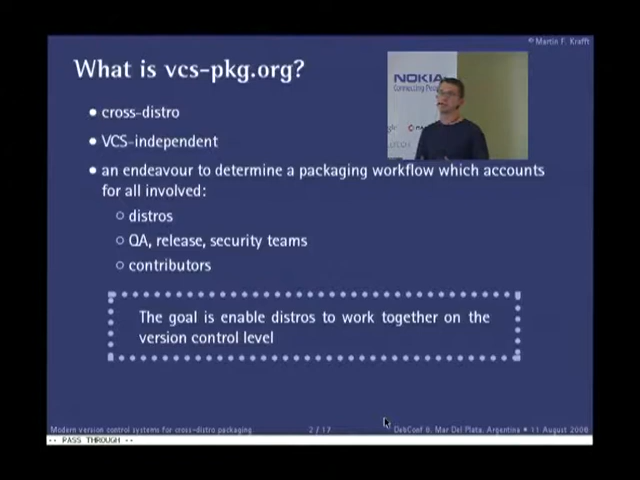 © Martin F. Krafft
What is vcs-pkg.org?
NOKIA
Connecting People
• cross-distro
• VCS-independent
• an endeavour to determine a packaging workflow which accounts
for all involved:
○ distros
○ QA, release, security teams
○ contributors
The goal is enable distros to work together on the
version control level
Modern version control systems for cross-distro packaging
2 / 17
Mar Del Plata, Argentina • 11 August 2008
-- PASS THROUGH --